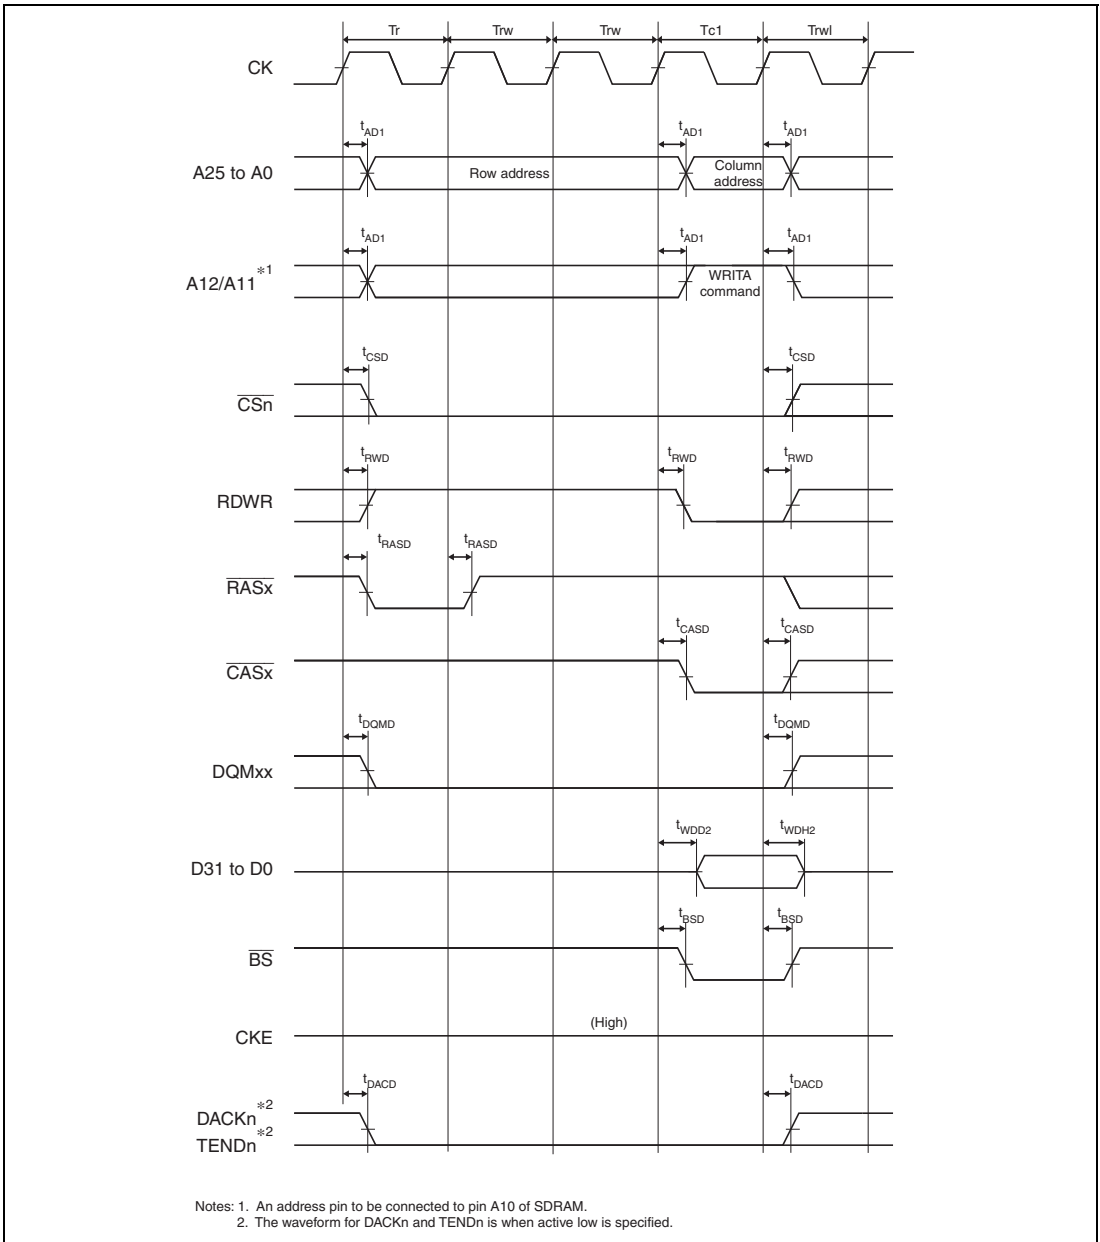 Tr Trw Trw Tc1 Trwl
CK
tAD1 tAD1 tAD1
A25 to A0 Row address Column address
tAD1 tAD1 tAD1
A12/A11*1 WRITA command
tCSD tCSD
CSn
tRWD tRWD tRWD
RDWR
tRASD tRASD
RASx
tCASD tCASD
CASx
tDQMD tDQMD
DQMxx
tWDD2 tWDH2
D31 to D0
tBSD tBSD
BS
(High)
CKE
tDACD tDACD
DACKn*2
TENDn*2
Notes: 1. An address pin to be connected to pin A10 of SDRAM.
2. The waveform for DACKn and TENDn is when active low is specified.